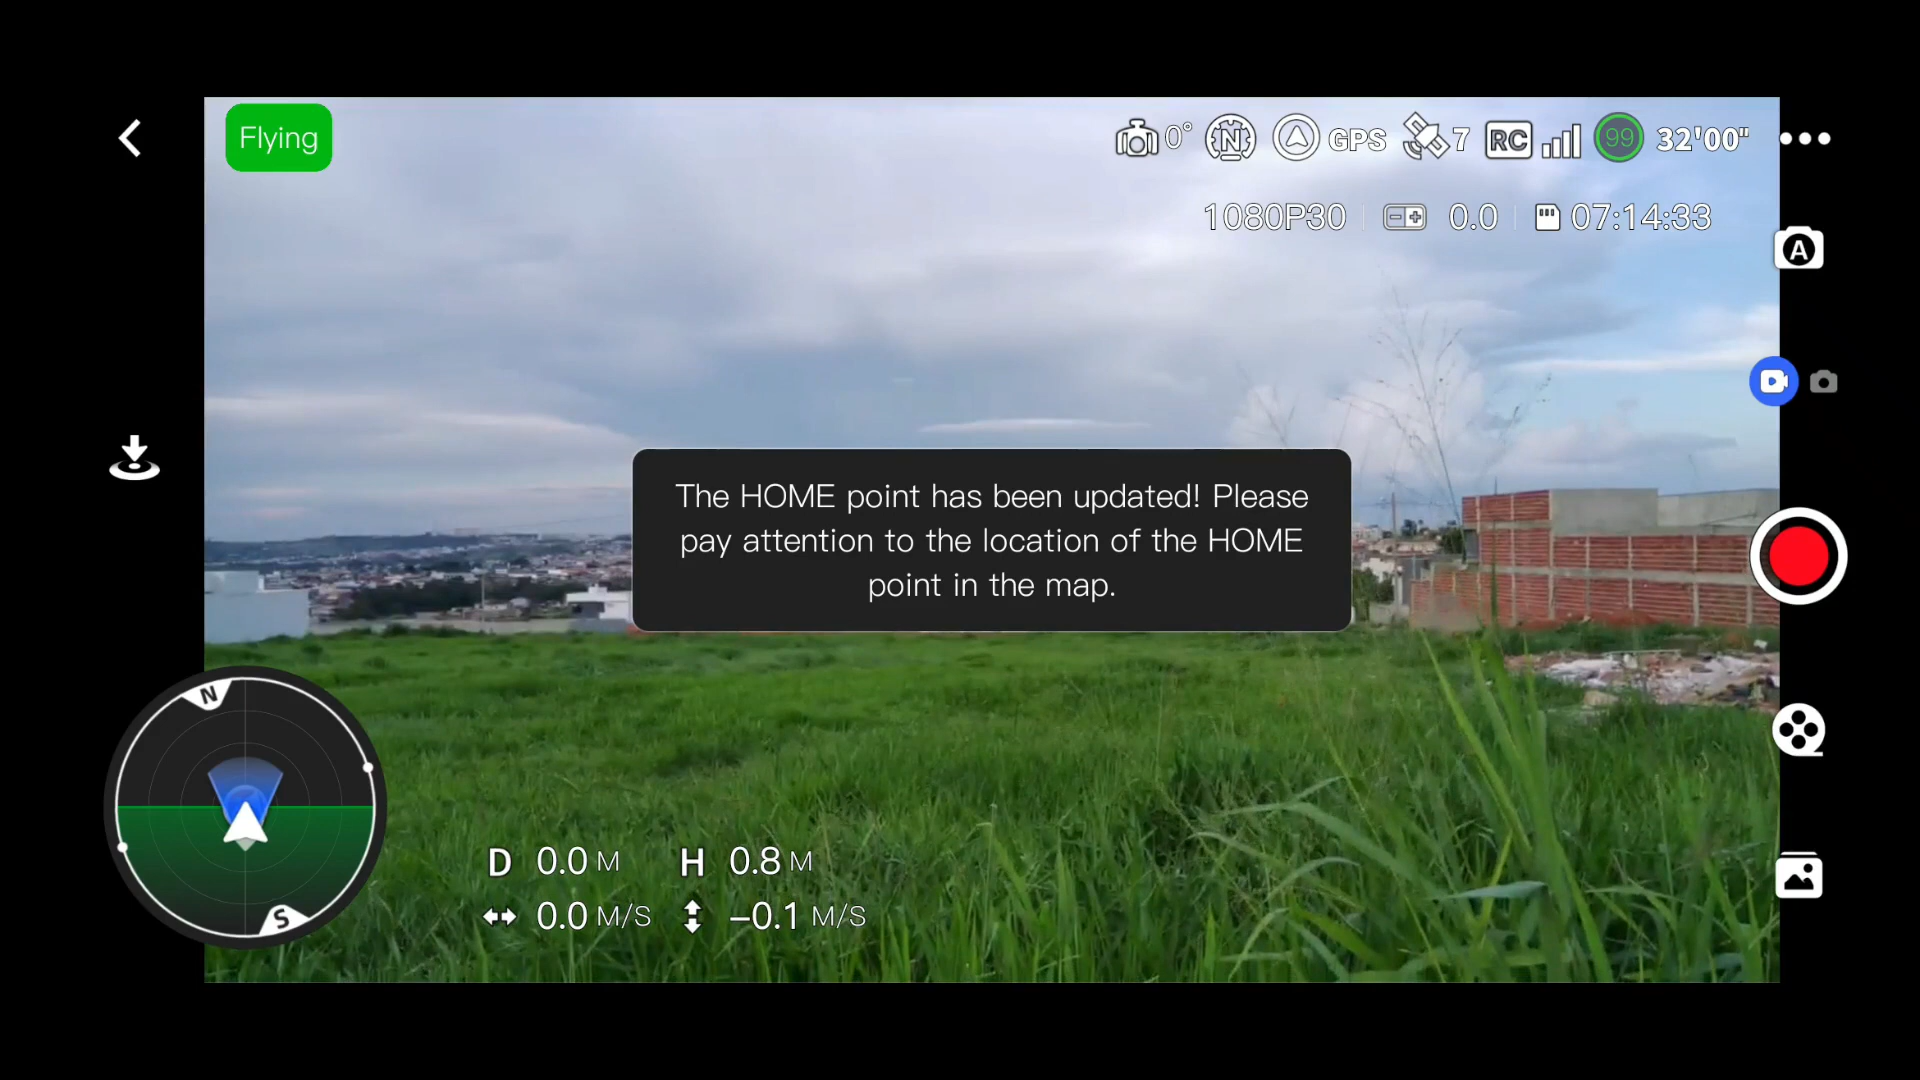 Flying
0° N GPS 7 RC 99 32'00"
1080P30 0.0 07:14:33
A
The HOME point has been updated! Please
pay attention to the location of the HOME
point in the map.
N
S
D 0.0 M H 0.8 M
0.0 M/S –0.1 M/S